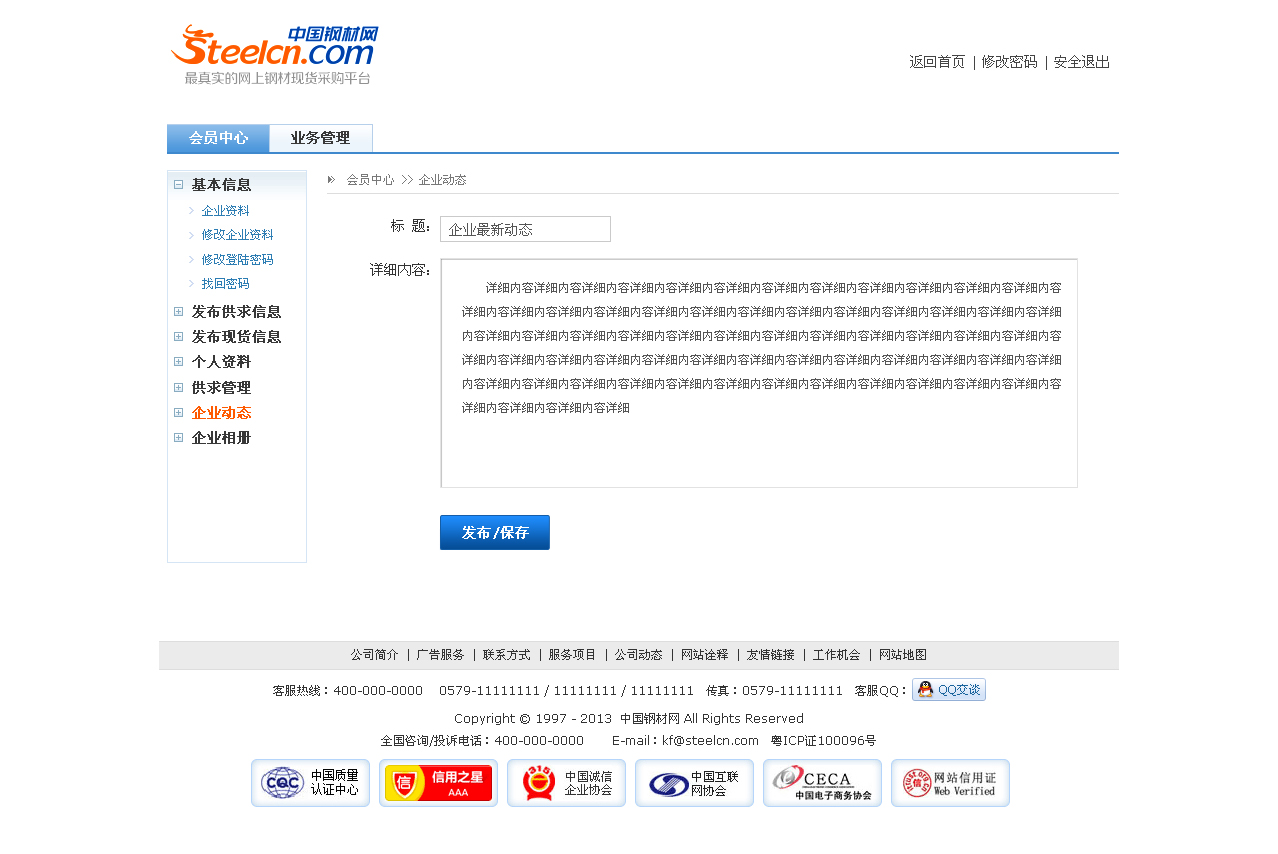 中国钢材网
Steelcn.com
最真实的网上钢材现货采购平台
返回首页 | 修改密码 | 安全退出
会员中心 业务管理
基本信息
企业资料
修改企业资料
修改登陆密码
找回密码
发布供求信息
发布现货信息
个人资料
供求管理
企业动态
企业相册
会员中心 >> 企业动态
标 题： 企业最新动态
详细内容：
详细内容详细内容详细内容详细内容详细内容详细内容详细内容详细内容详细内容详细内容详细内容详细内容
详细内容详细内容详细内容详细内容详细内容详细内容详细内容详细内容详细内容详细内容详细内容详细内容详细
内容详细内容详细内容详细内容详细内容详细内容详细内容详细内容详细内容详细内容详细内容详细内容详细内容
详细内容详细内容详细内容详细内容详细内容详细内容详细内容详细内容详细内容详细内容详细内容详细内容详细
内容详细内容详细内容详细内容详细内容详细内容详细内容详细内容详细内容详细内容详细内容详细内容详细内容
详细内容详细内容详细内容详细
发布/保存
公司简介 | 广告服务 | 联系方式 | 服务项目 | 公司动态 | 网站诠释 | 友情链接 | 工作机会 | 网站地图
客服热线：400-000-0000 0579-11111111 / 11111111 / 11111111 传真：0579-11111111 客服QQ： QQ交谈
Copyright © 1997 - 2013 中国钢材网 All Rights Reserved
全国咨询/投诉电话：400-000-0000 E-mail：kf@steelcn.com 粤ICP证100096号
CQC 中国质量
认证中心
信 信用之星
AAA
315 中国诚信
企业协会
中国互联
网协会
CECA
中国电子商务协会
信 网站信用证
Web Verified